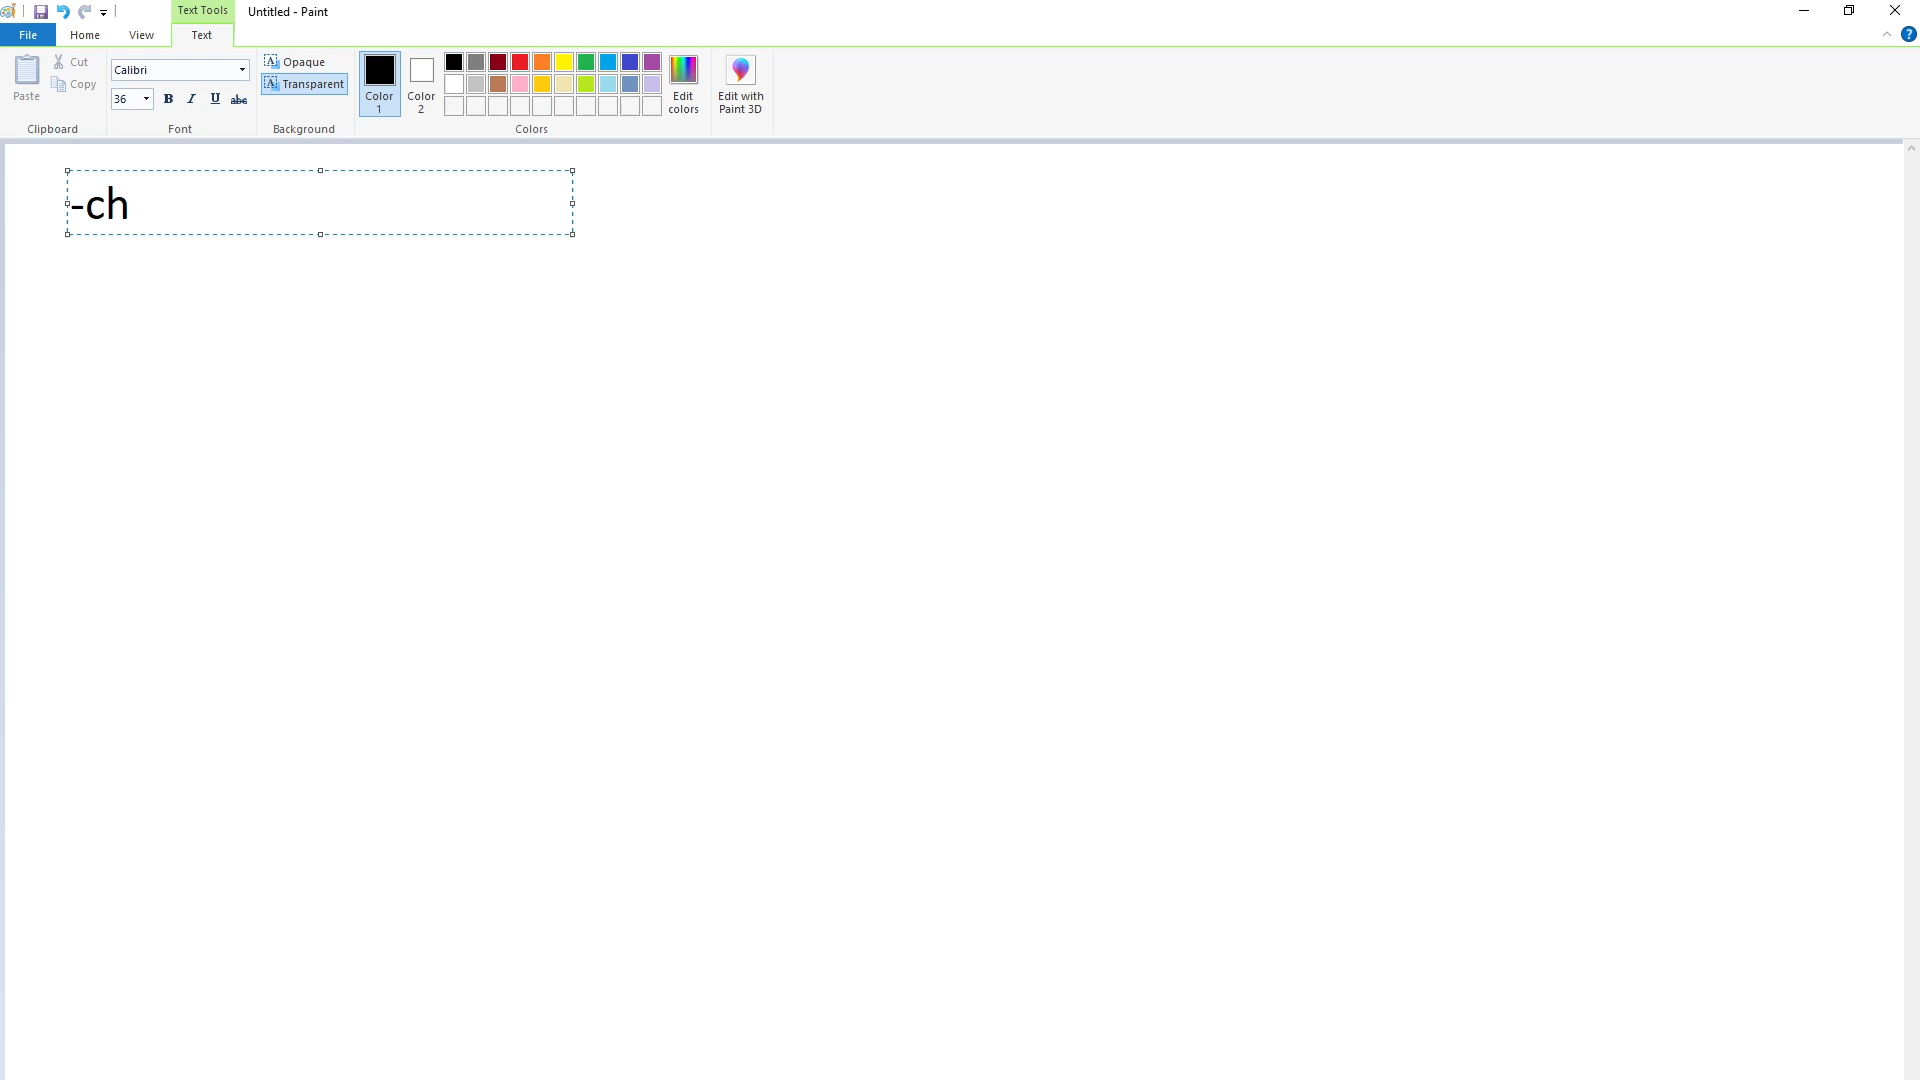 Text Tools
Untitled - Paint
File
Home
View
Text
?
Paste
Cut
Copy
Clipboard
Calibri
36
B I U abc
Font
Opaque
Transparent
Background
Color 1
Color 2
Edit colors
Colors
Edit with Paint 3D
-ch